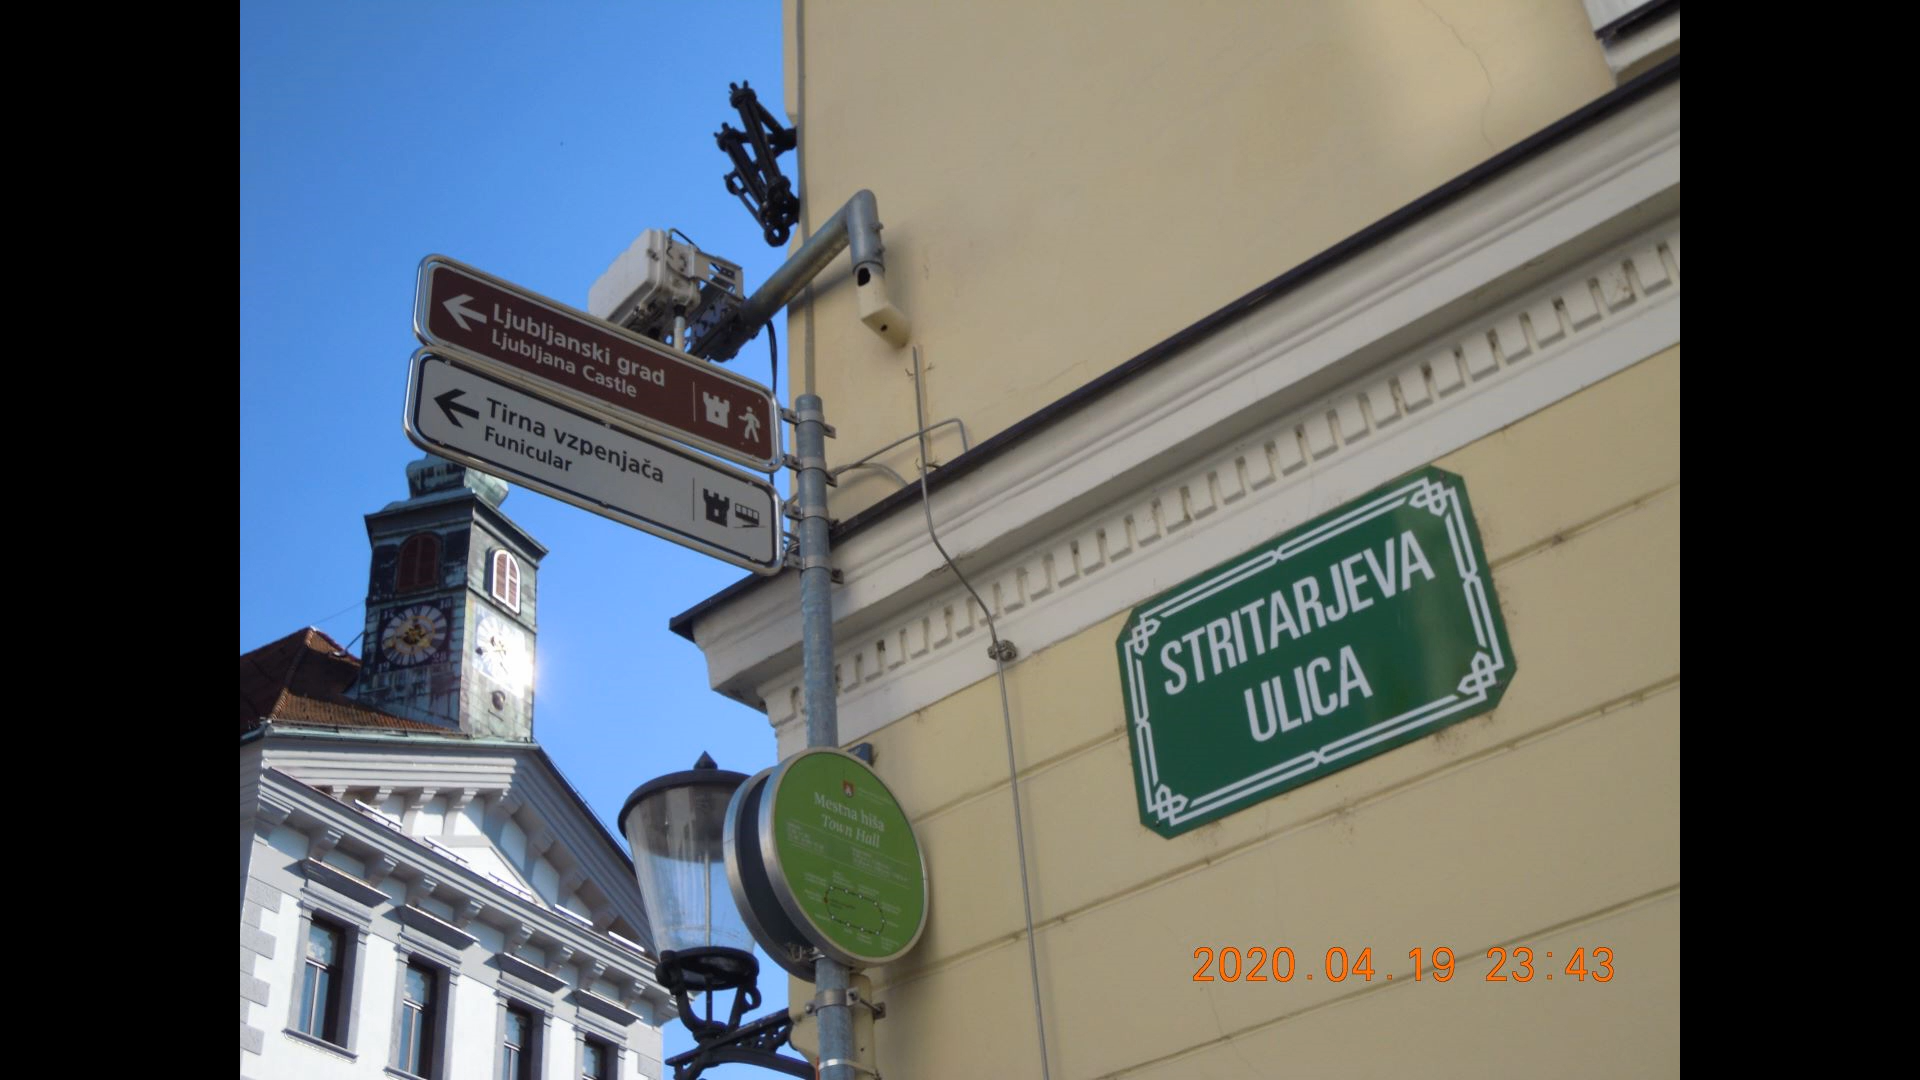 Ljubljanski grad
Ljubljana Castle
Tirna vzpenjača
Funicular
STRITARJEVA
ULICA
Mestna hiša
Town Hall
2020.04.19 23:43